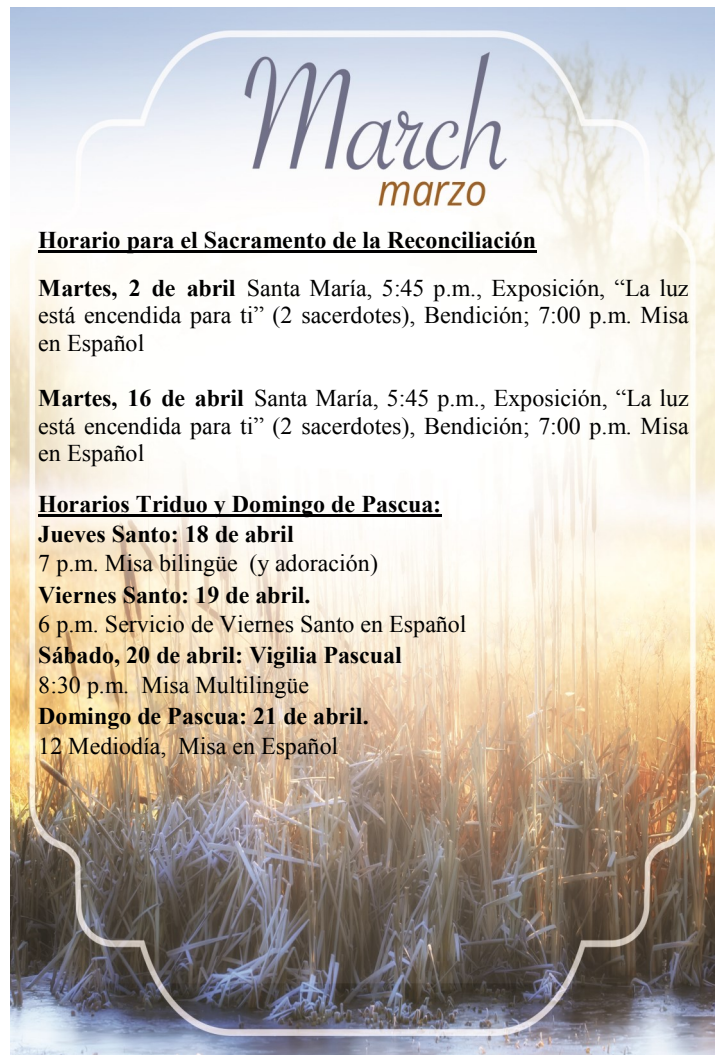 March
marzo
Horario para el Sacramento de la Reconciliación
Martes, 2 de abril Santa María, 5:45 p.m., Exposición, “La luz
está encendida para ti” (2 sacerdotes), Bendición; 7:00 p.m. Misa
en Español
Martes, 16 de abril Santa María, 5:45 p.m., Exposición, “La luz
está encendida para ti” (2 sacerdotes), Bendición; 7:00 p.m. Misa
en Español
Horarios Triduo y Domingo de Pascua:
Jueves Santo: 18 de abril
7 p.m. Misa bilingüe (y adoración)
Viernes Santo: 19 de abril.
6 p.m. Servicio de Viernes Santo en Español
Sábado, 20 de abril: Vigilia Pascual
8:30 p.m. Misa Multilingüe
Domingo de Pascua: 21 de abril.
12 Mediodía, Misa en Español